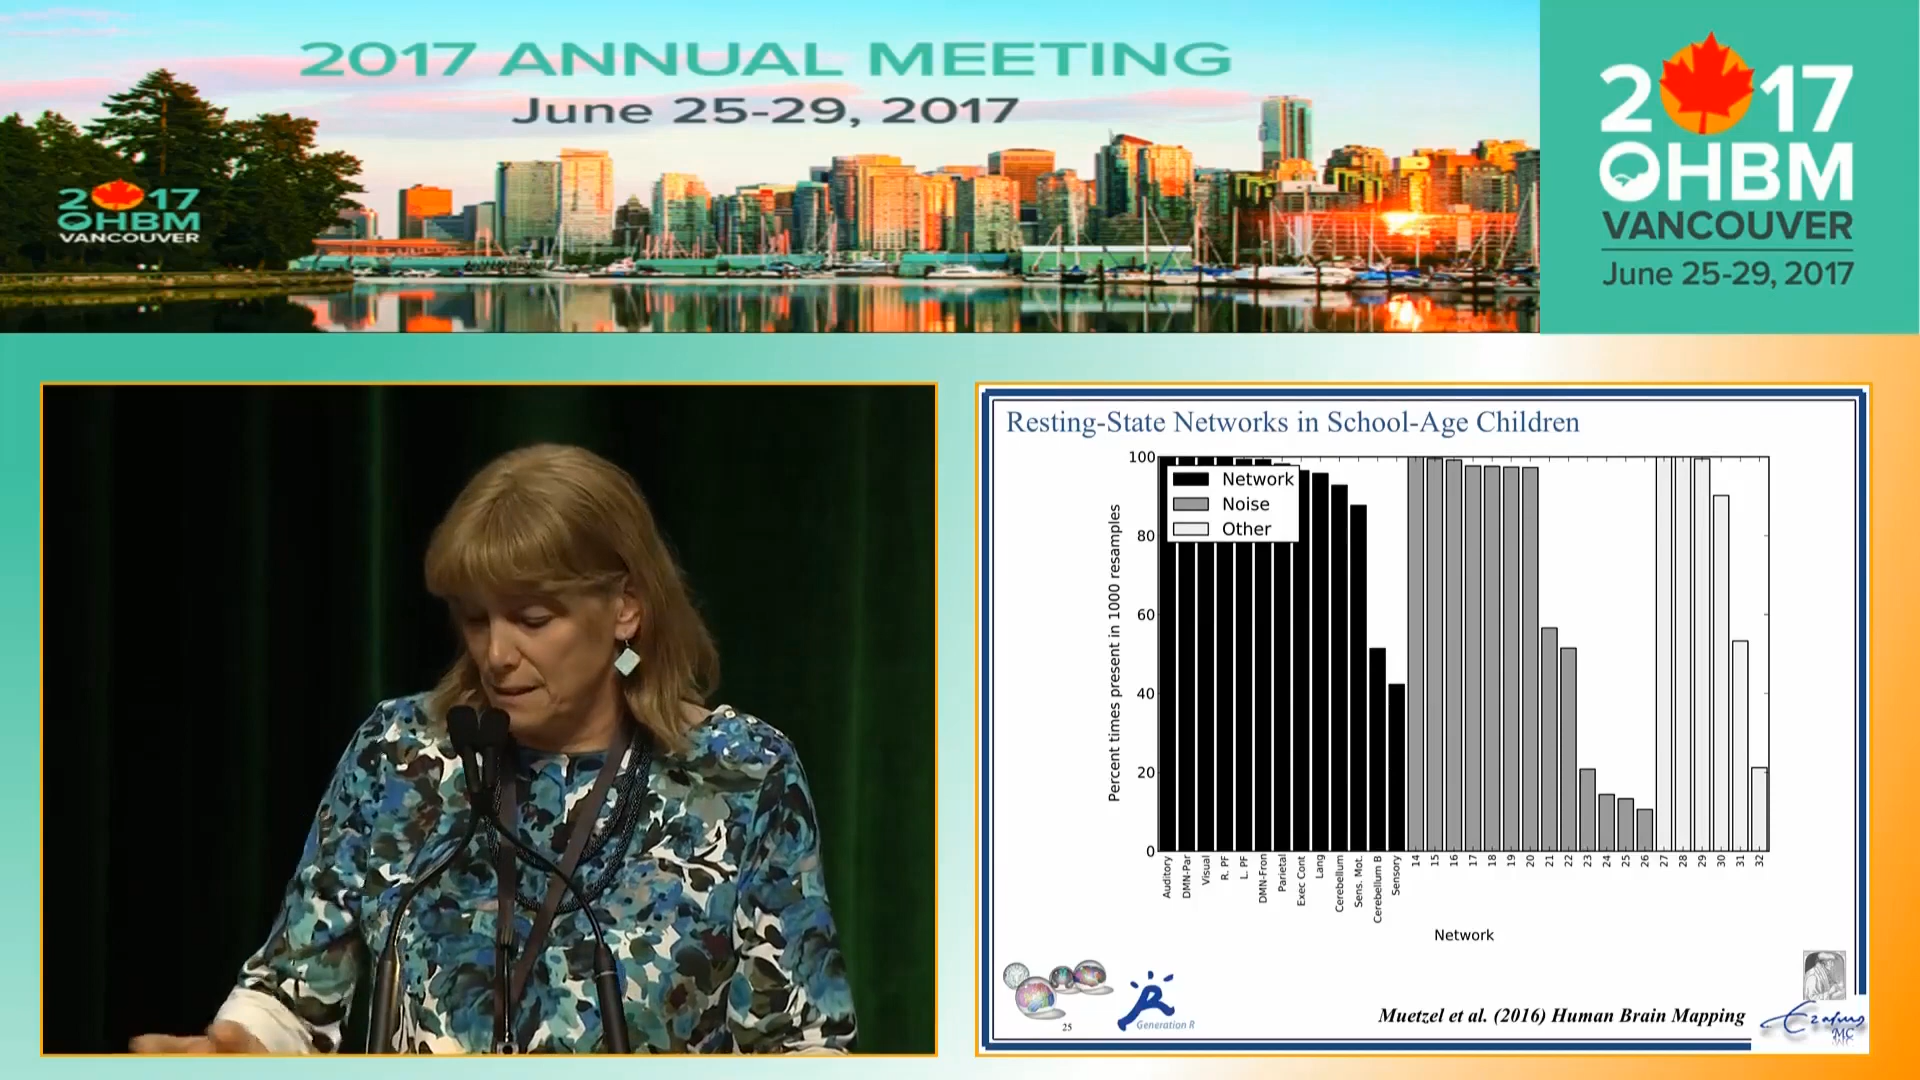 2017 ANNUAL MEETING
June 25-29, 2017
2017
OHBM
VANCOUVER
2017
OHBM
VANCOUVER
June 25-29, 2017
Resting-State Networks in School-Age Children
Percent times present in 1000 resamples
100
80
60
40
20
0
Network
Noise
Other
Auditory
DMN-Par
Visual
R. PF
L. PF
DMN-Fron
Parietal
Exec Cont
Lang
Cerebellum
Sens. Mot.
Cerebellum B
Sensory
14
15
16
17
18
19
20
21
22
23
24
25
26
27
28
29
30
31
32
Network
25
Generation R
Muetzel et al. (2016) Human Brain Mapping
Erasmus
MC